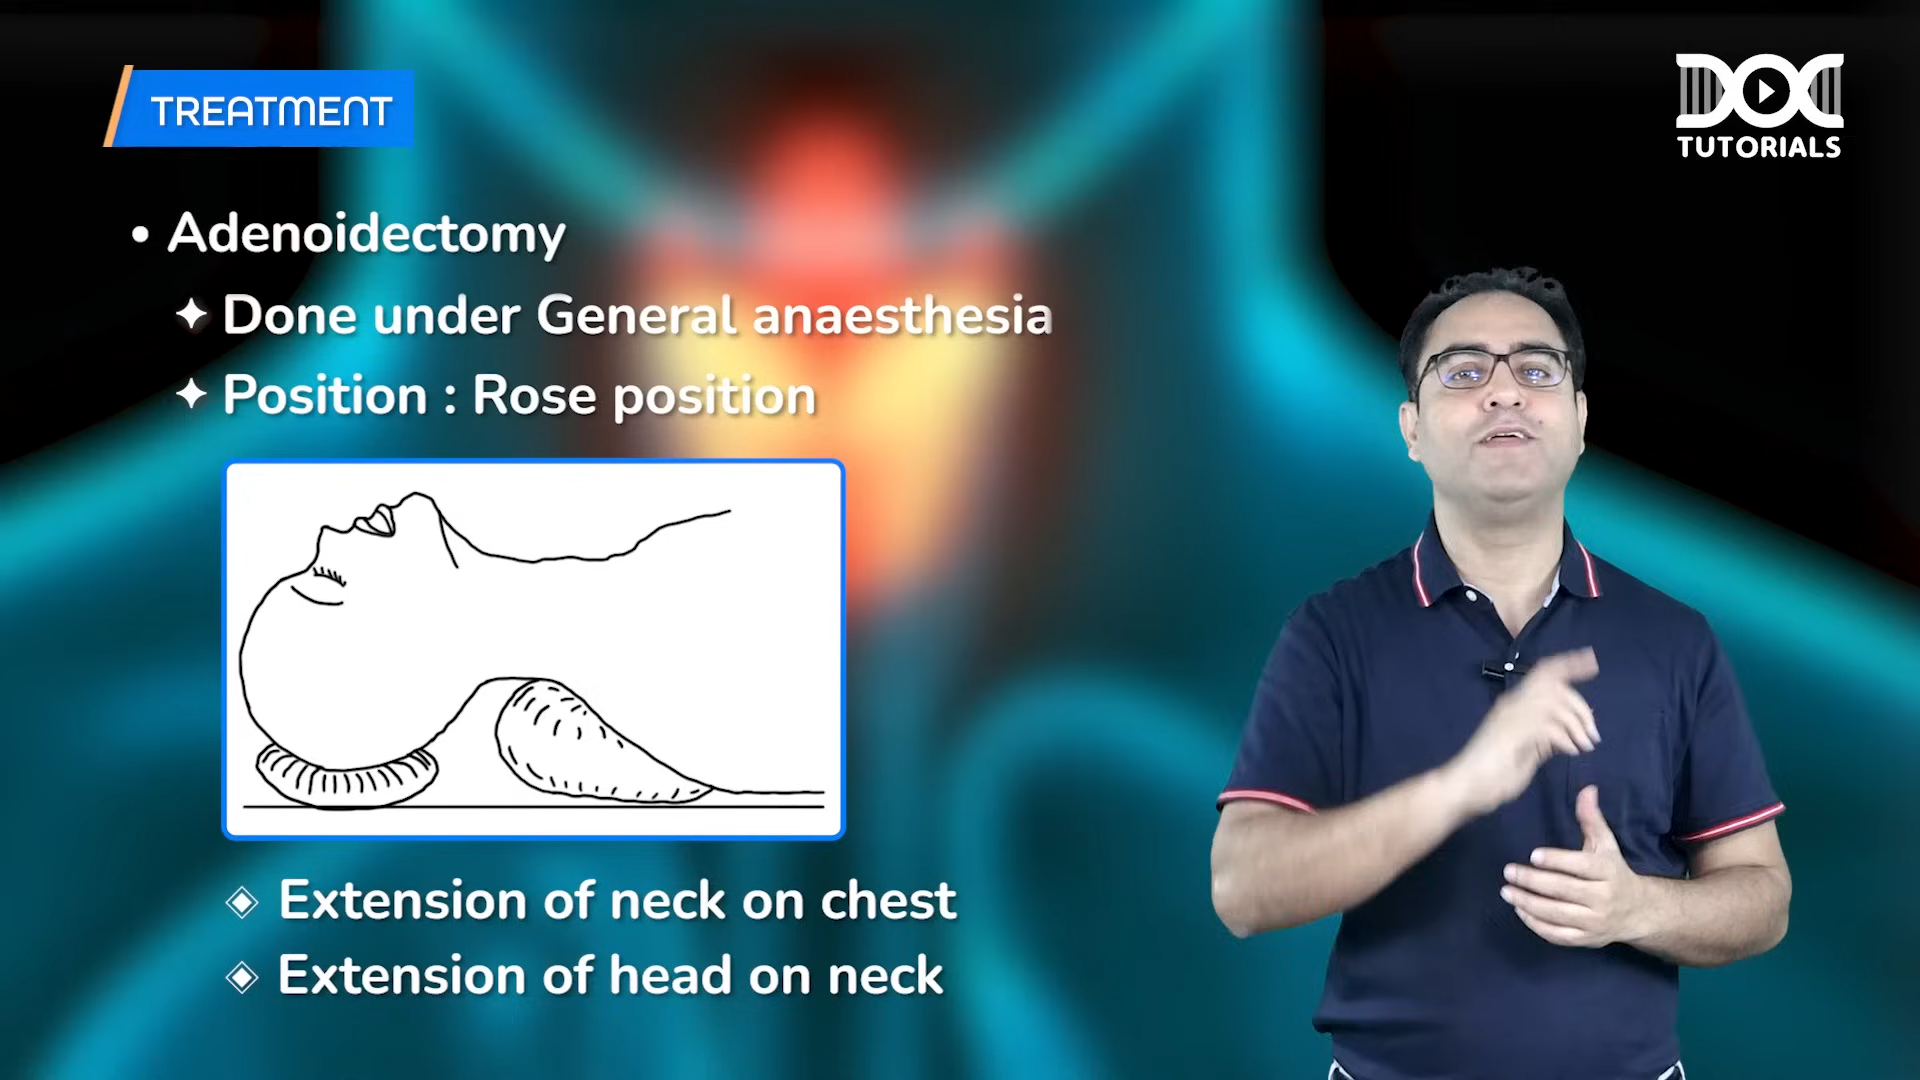 TREATMENT
DOC
TUTORIALS
• Adenoidectomy
✦ Done under General anaesthesia
✦ Position : Rose position
◈ Extension of neck on chest
◈ Extension of head on neck